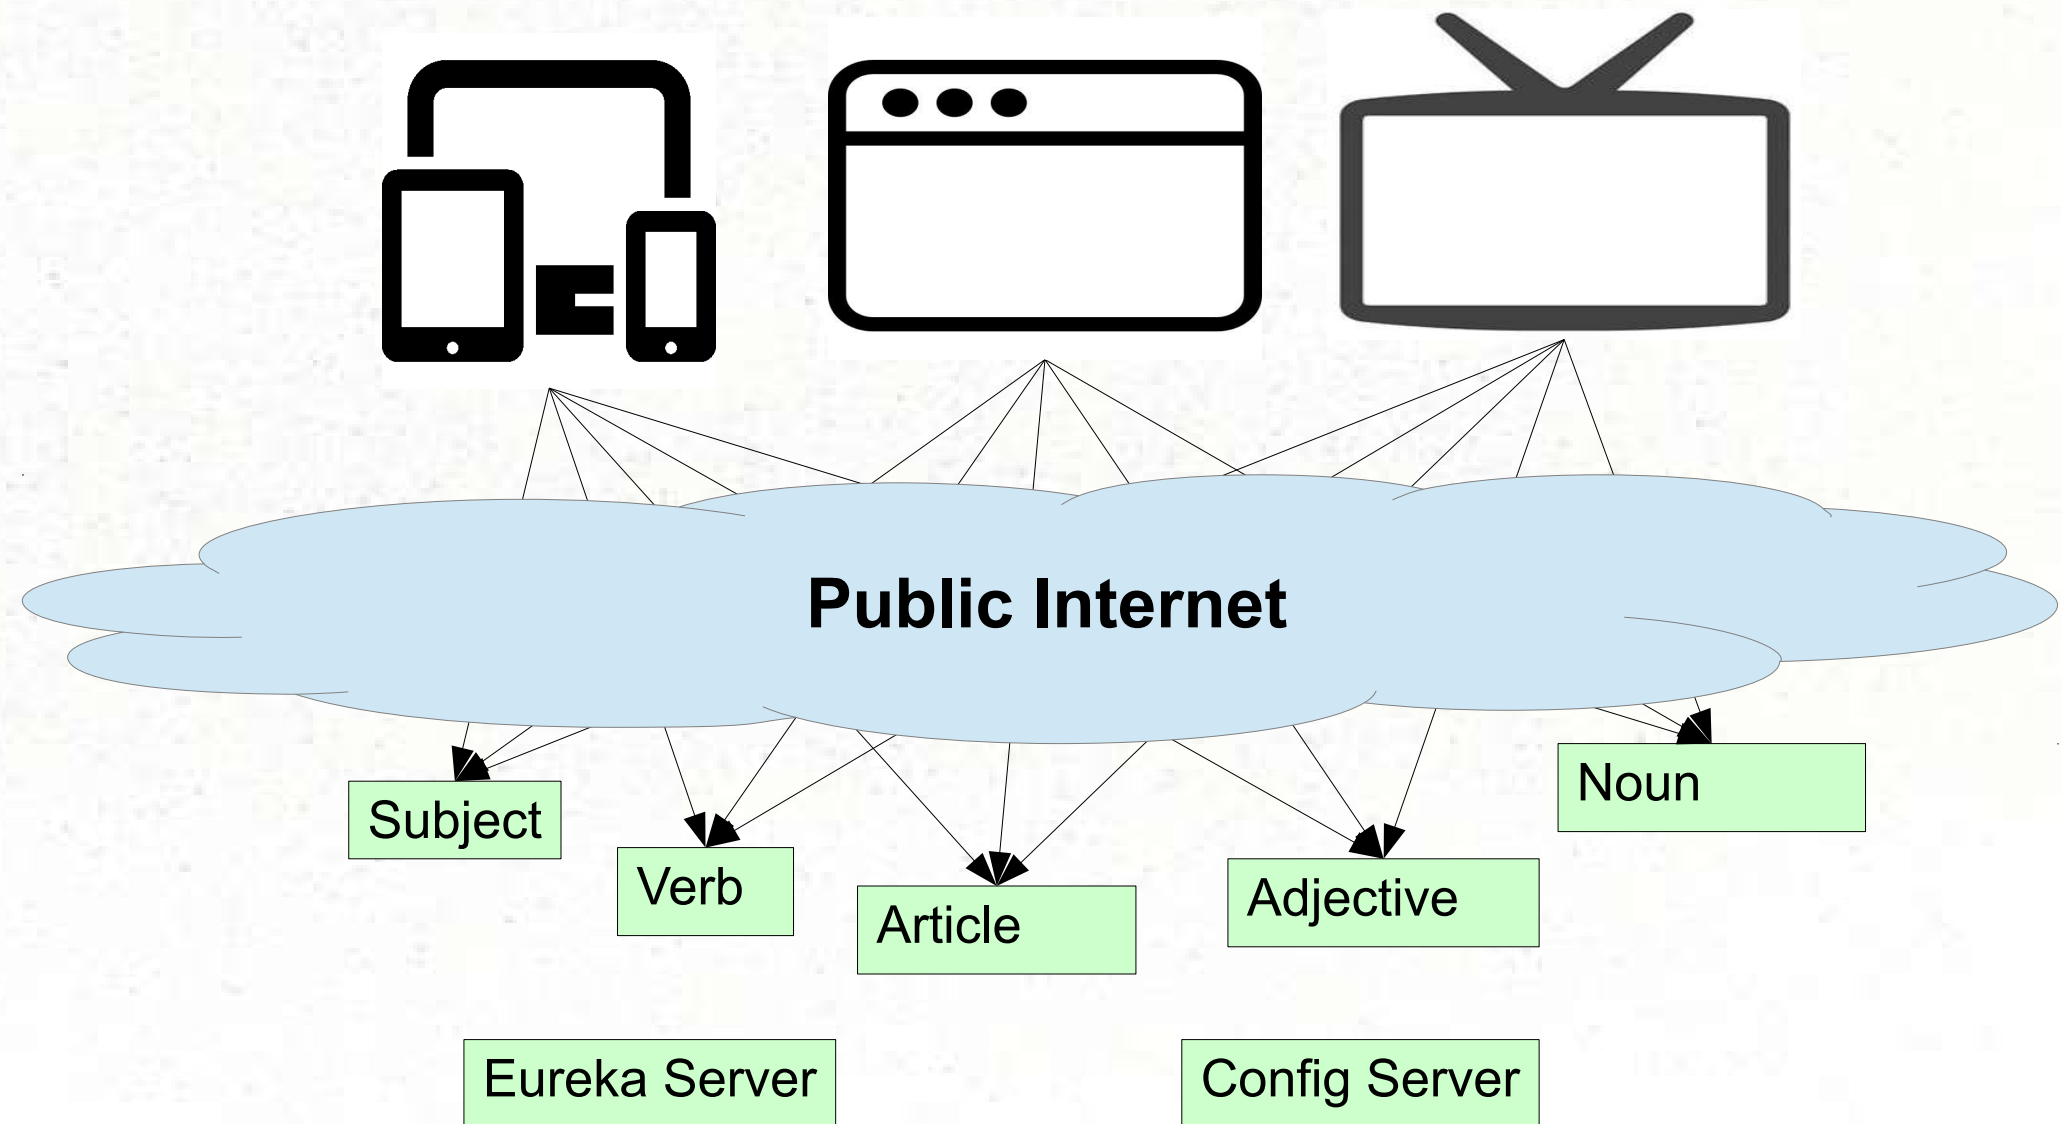 Public Internet
Subject
Verb
Article
Adjective
Noun
Eureka Server
Config Server